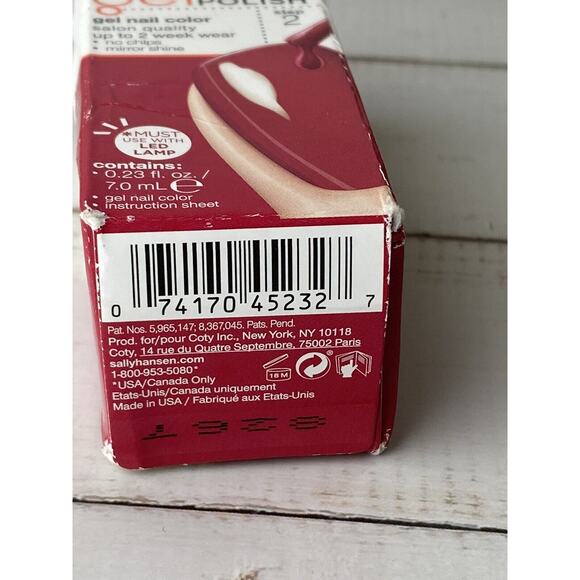 gel POLISH
step 2
gel nail color
salon quality
up to 2 week wear
• no chips
• mirror shine
*MUST
USE WITH
LED
LAMP
contains:
• 0.23 fl. oz. /
7.0 mL e
• gel nail color
instruction sheet
0 74170 45232 7
Pat. Nos. 5,965,147; 8,367,045. Pats. Pend.
Prod. for/pour Coty Inc., New York, NY 10118
Coty, 14 rue du Quatre Septembre, 75002 Paris
sallyhansen.com
1-800-953-5080*
*USA/Canada Only
Etats-Unis/Canada uniquement
Made in USA / Fabriqué aux Etats-Unis
18 M